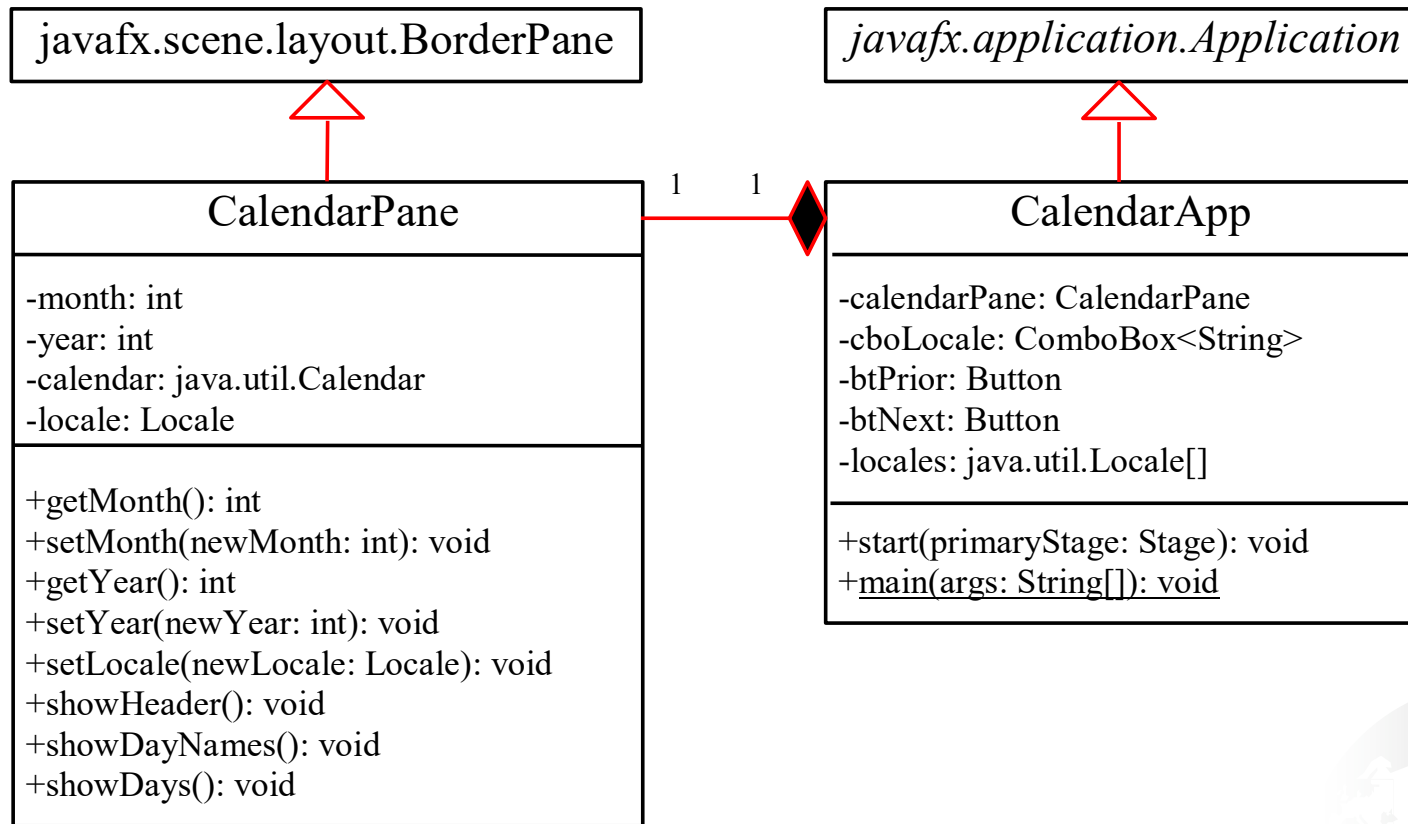 javafx.scene.layout.BorderPane
javafx.application.Application
CalendarPane
-month: int
-year: int
-calendar: java.util.Calendar
-locale: Locale
+getMonth(): int
+setMonth(newMonth: int): void
+getYear(): int
+setYear(newYear: int): void
+setLocale(newLocale: Locale): void
+showHeader(): void
+showDayNames(): void
+showDays(): void
1 1
CalendarApp
-calendarPane: CalendarPane
-cboLocale: ComboBox<String>
-btPrior: Button
-btNext: Button
-locales: java.util.Locale[]
+start(primaryStage: Stage): void
+main(args: String[]): void